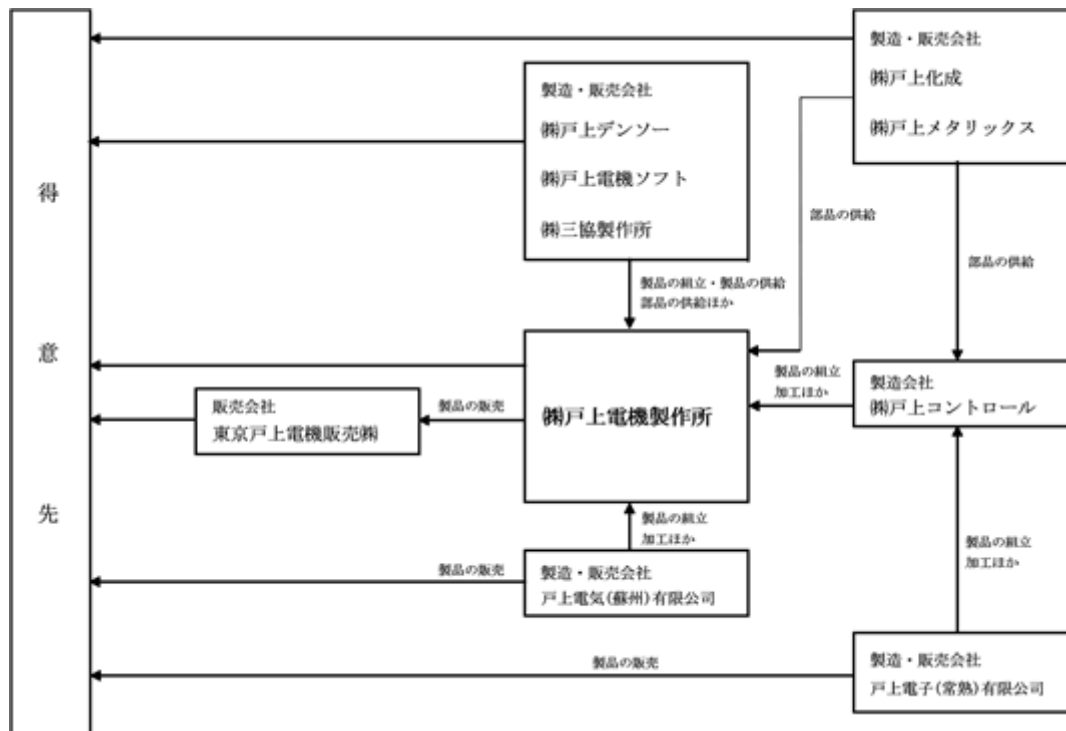 得
意
先
製造・販売会社
㈱戸上化成
㈱戸上メタリックス
製造・販売会社
㈱戸上デンソー
㈱戸上電機ソフト
㈱三協製作所
部品の供給
部品の供給
製品の組立・製品の供給
部品の供給ほか
㈱戸上電機製作所
製品の組立
加工ほか
製造会社
㈱戸上コントロール
製品の販売
販売会社
東京戸上電機販売㈱
製品の組立
加工ほか
製品の組立
加工ほか
製品の販売
製造・販売会社
戸上電気(蘇州)有限公司
製品の販売
製造・販売会社
戸上電子(常熟)有限公司